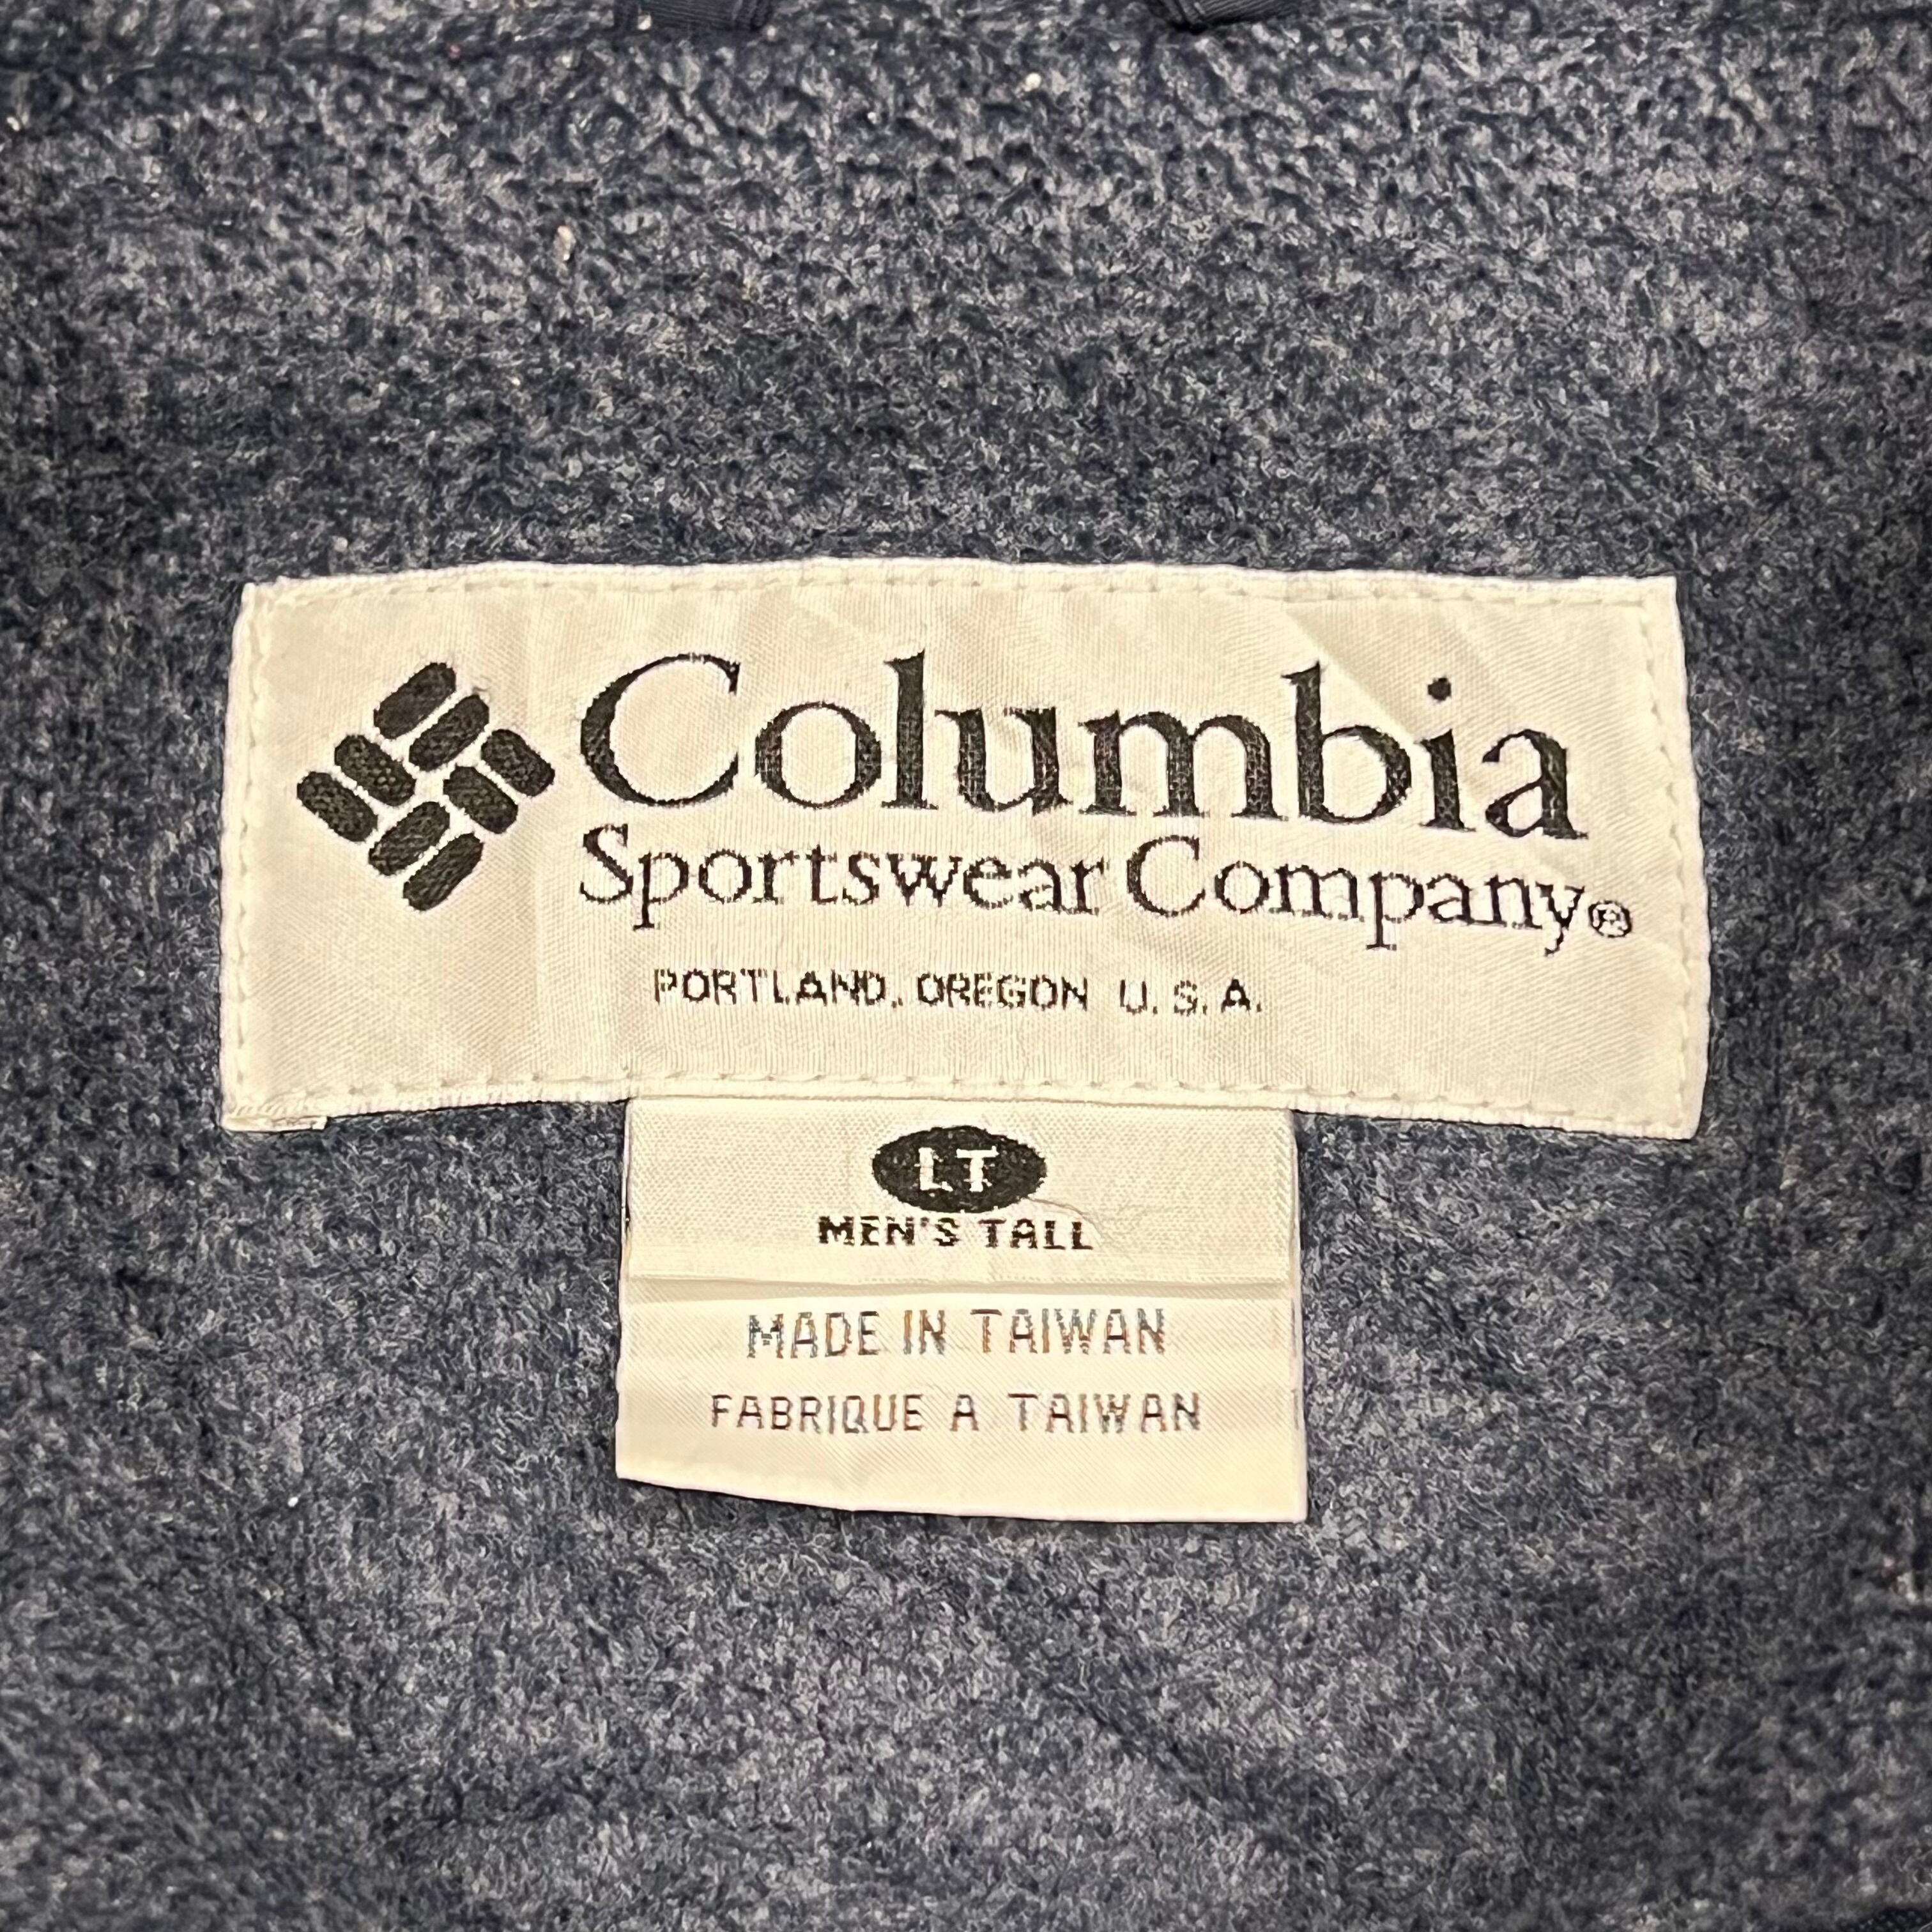 Columbia
Sportswear Company®
PORTLAND, OREGON U.S.A.
LT
MEN'S TALL
MADE IN TAIWAN
FABRIQUE A TAIWAN